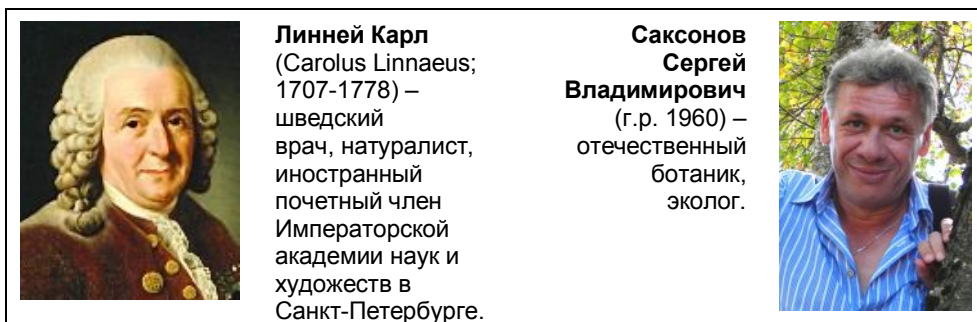 Линней Карл
(Carolus Linnaeus;
1707-1778) –
шведский
врач, натуралист,
иностранный
почетный член
Императорской
академии наук и
художеств в
Санкт-Петербурге.
Саксонов
Сергей
Владимирович
(г.р. 1960) –
отечественный
ботаник,
эколог.